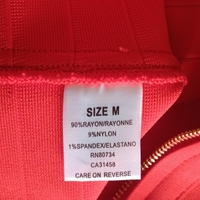 SIZE M
90%RAYON/RAYONNE
9%NYLON
1%SPANDEX/ELASTANO
RN80734
CA31458
CARE ON REVERSE